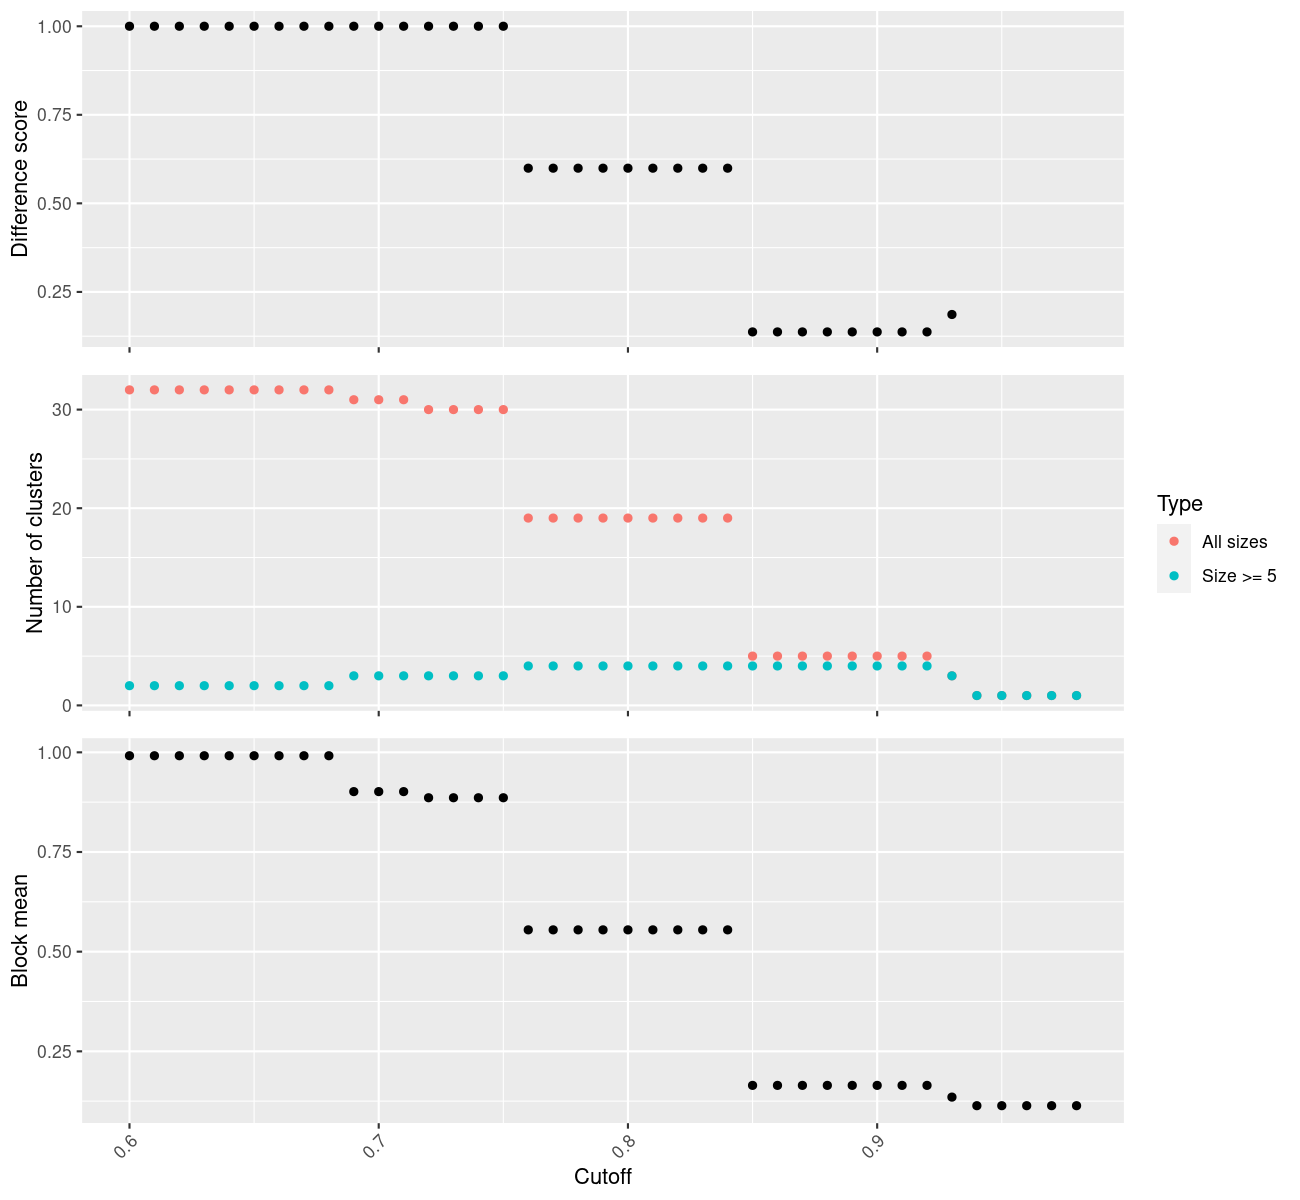 Difference score
1.00
0.75
0.50
0.25
Number of clusters
30
20
10
0
Type
All sizes
Size >= 5
Block mean
1.00
0.75
0.50
0.25
0.6 0.7 0.8 0.9
Cutoff